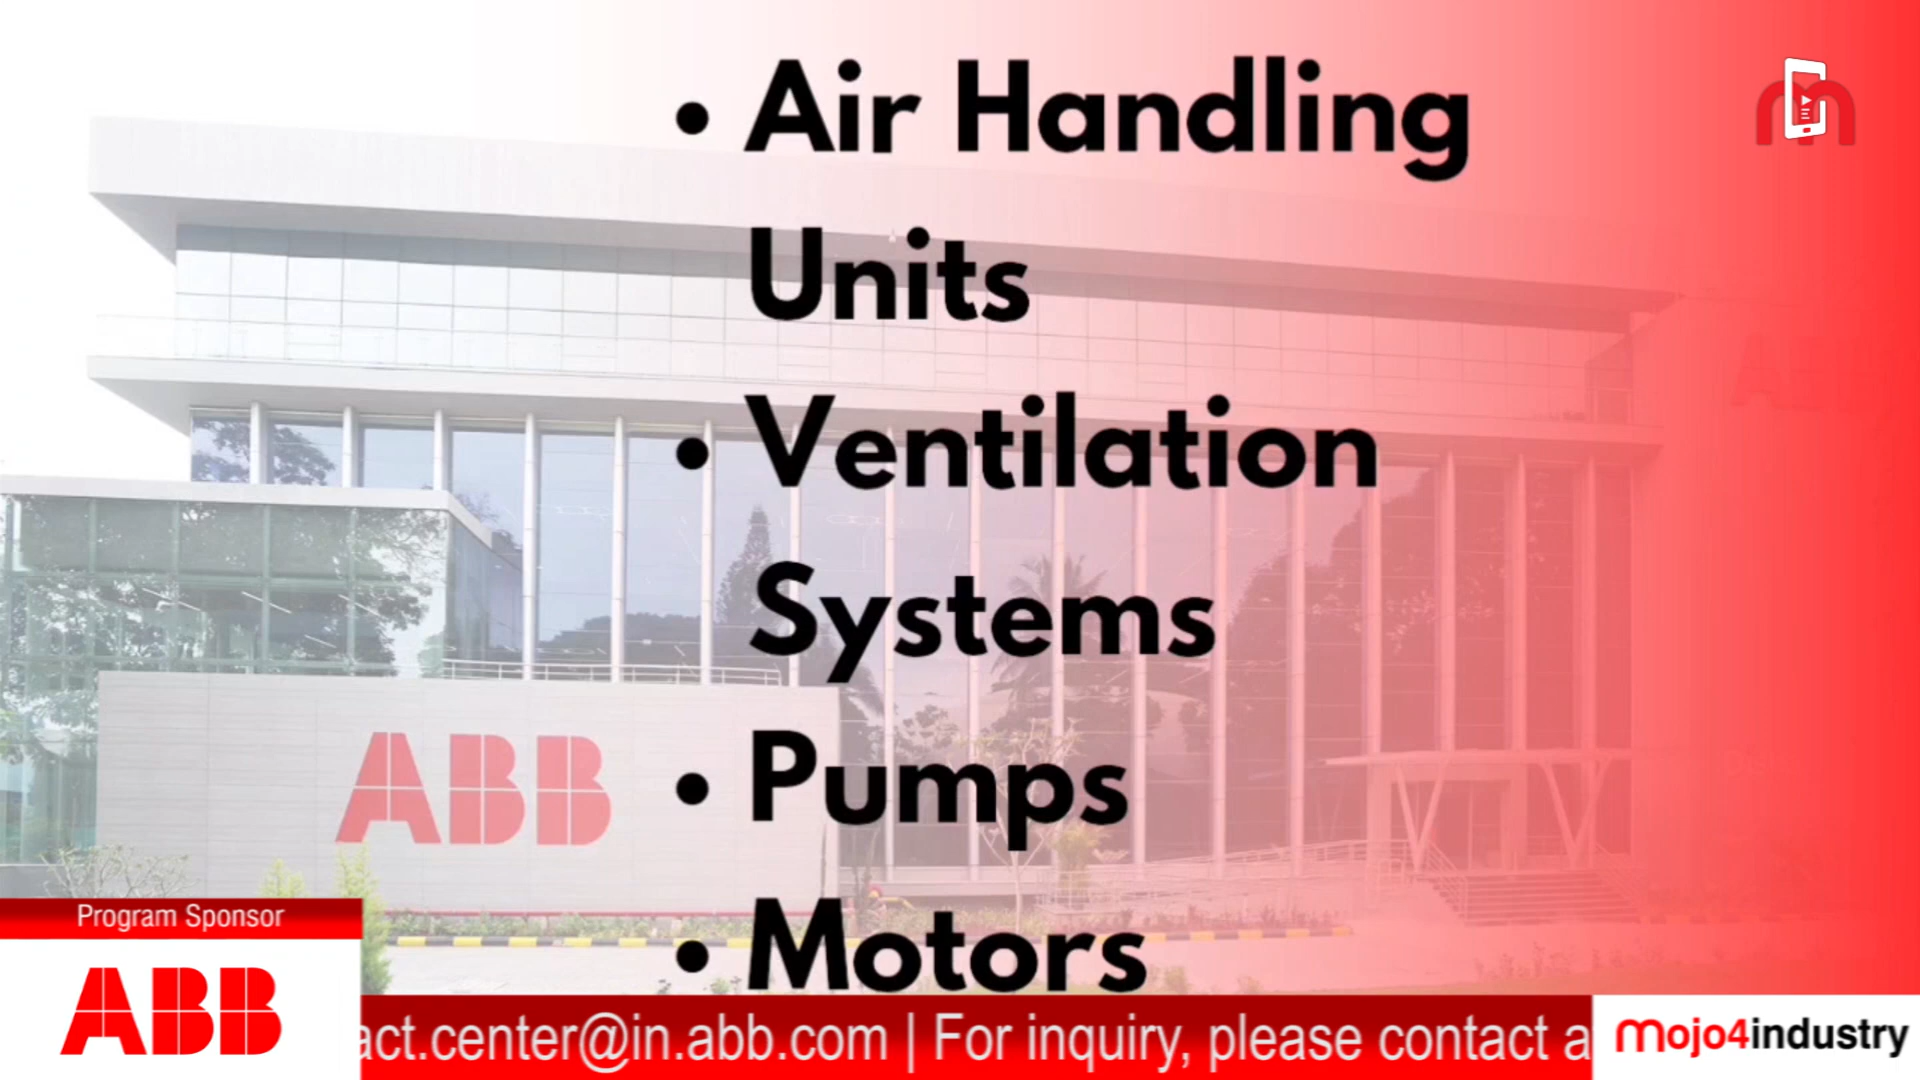 • Air Handling
Units
• Ventilation
Systems
• Pumps
• Motors
ABB
Program Sponsor
ABB
act.center@in.abb.com | For inquiry, please contact a
mojo4industry